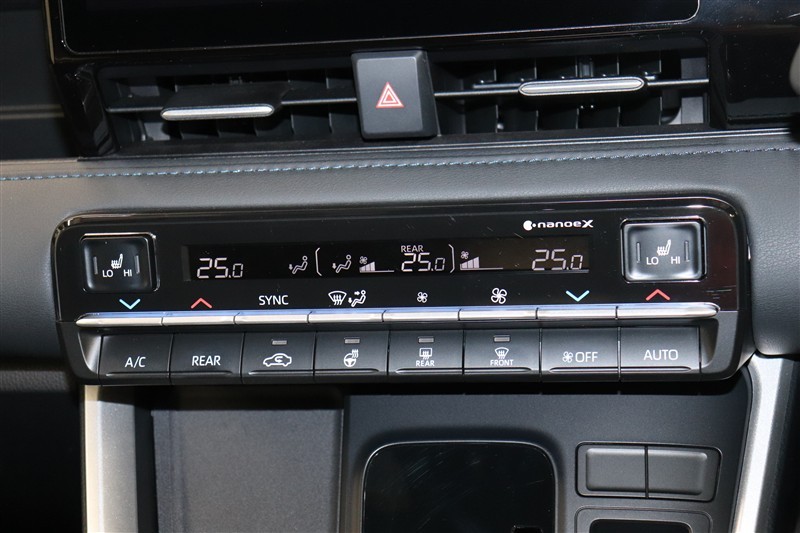 nanoeX
LO HI
25.0
REAR
25.0
25.0
LO HI
SYNC
A/C
REAR
REAR
FRONT
OFF
AUTO